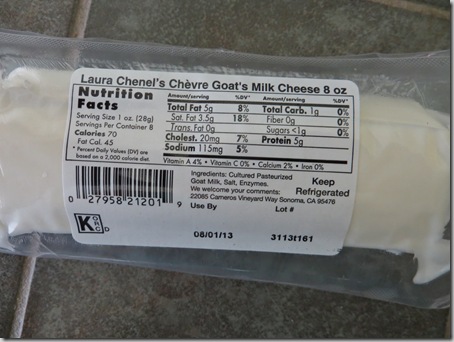 Laura Chenel's Chèvre Goat's Milk Cheese 8 oz
Nutrition
Facts
Serving Size 1 oz. (28g)
Servings Per Container 8
Calories 70
Fat Cal. 45
* Percent Daily Values (DV) are
based on a 2,000 calorie diet.
Amount/serving %DV*
Total Fat 5g 8%
Sat. Fat 3.5g 18%
Trans. Fat 0g
Cholest. 20mg 7%
Sodium 115mg 5%
Amount/serving %DV*
Total Carb. 1g 0%
Fiber 0g 0%
Sugars <1g 0%
Protein 5g
Vitamin A 4% • Vitamin C 0% • Calcium 2% • Iron 0%
Ingredients: Cultured Pasteurized
Goat Milk, Salt, Enzymes.
We welcome your comments:
22085 Carneros Vineyard Way Sonoma, CA 95476
Keep
Refrigerated
Use By Lot #
08/01/13 3113t161
0 27958 21201 9
K D